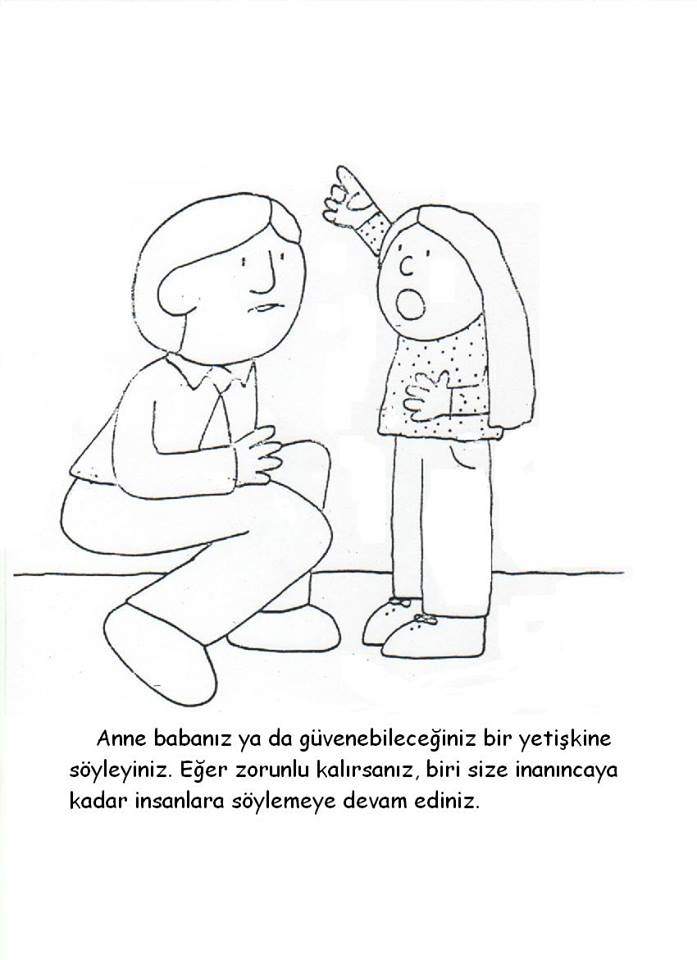 Anne babanız ya da güvenebileceğiniz bir yetişkine
söyleyiniz. Eğer zorunlu kalırsanız, biri size inanıncaya
kadar insanlara söylemeye devam ediniz.